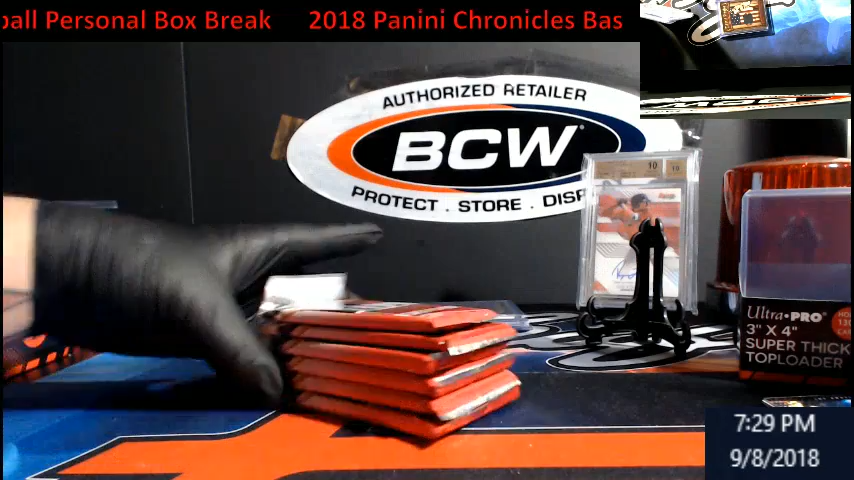 ball Personal Box Break 2018 Panini Chronicles Bas
AUTHORIZED RETAILER
BCW
PROTECT . STORE . DISP
10
10
Ultra•PRO
3" X 4"
SUPER THICK
TOPLOADER
7:29 PM
9/8/2018